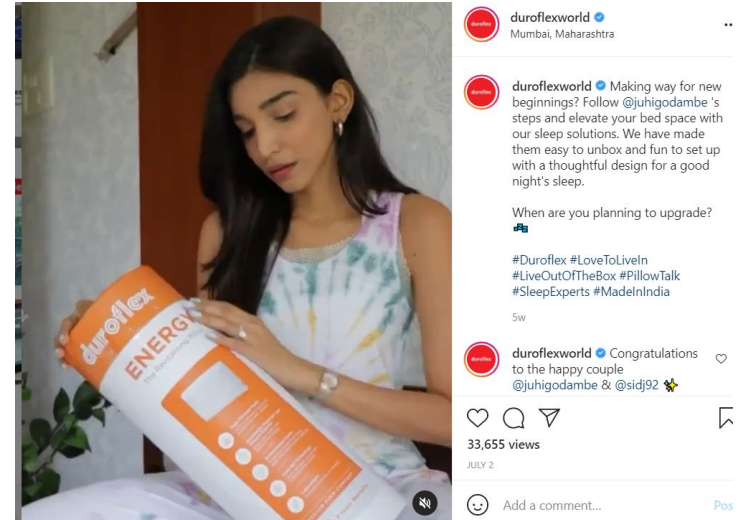 duroflexworld
Mumbai, Maharashtra
duroflexworld Making way for new
beginnings? Follow @juhigodambe 's
steps and elevate your bed space with
our sleep solutions. We have made
them easy to unbox and fun to set up
with a thoughtful design for a good
night's sleep.
When are you planning to upgrade?
#Duroflex #LoveToLiveIn
#LiveOutOfTheBox #PillowTalk
#SleepExperts #MadeInIndia
5w
duroflexworld Congratulations
to the happy couple
@juhigodambe & @sidj92
33,655 views
JULY 2
Add a comment...
Pos
duroflex
ENERGY
The Revitalising